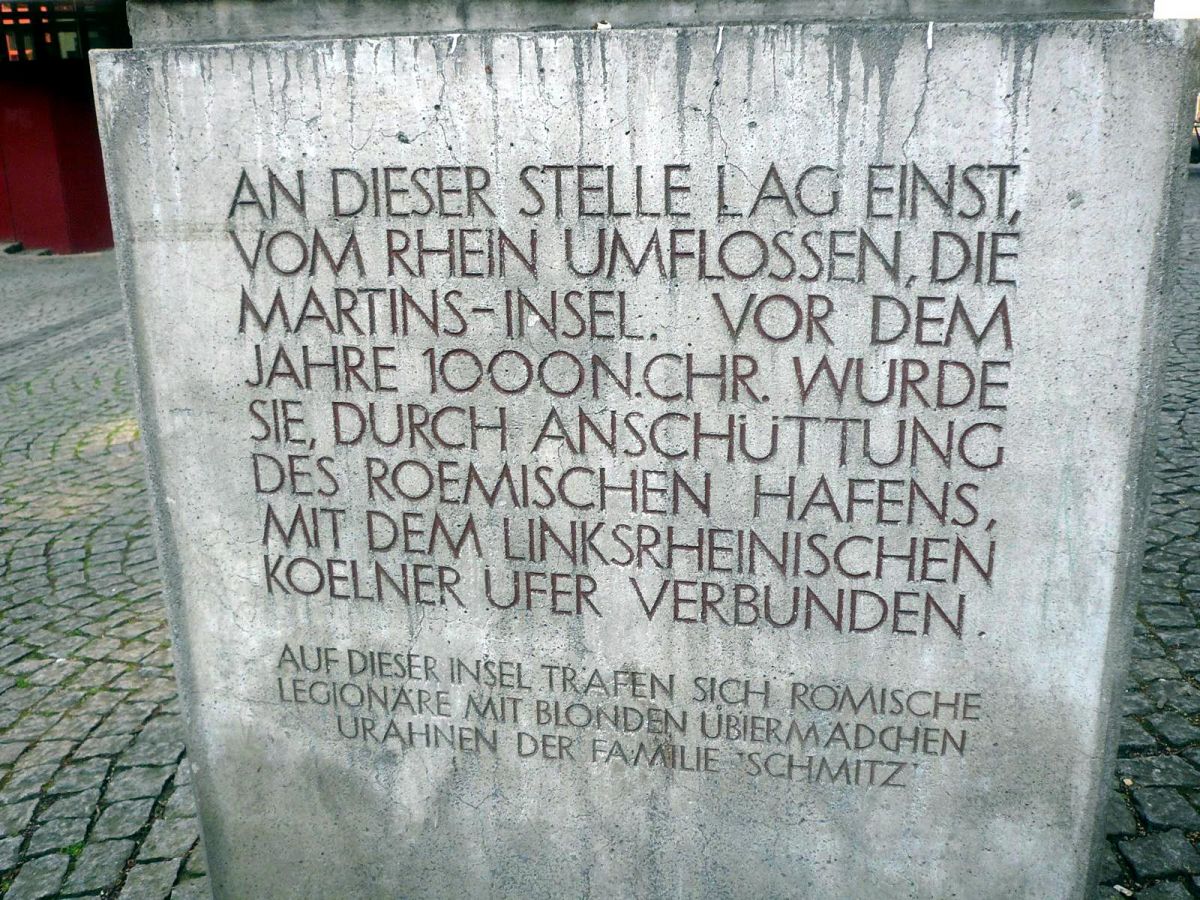 AN DIESER STELLE LAG EINST,
VOM RHEIN UMFLOSSEN, DIE
MARTINS-INSEL. VOR DEM
JAHRE 1000 N.CHR. WURDE
SIE, DURCH ANSCHÜTTUNG
DES ROEMISCHEN HAFENS,
MIT DEM LINKSRHEINISCHEN
KOELNER UFER VERBUNDEN.
AUF DIESER INSEL TRAFEN SICH RÖMISCHE
LEGIONÄRE MIT BLONDEN UBIERMÄDCHEN
URAHNEN DER FAMILIE "SCHMITZ"